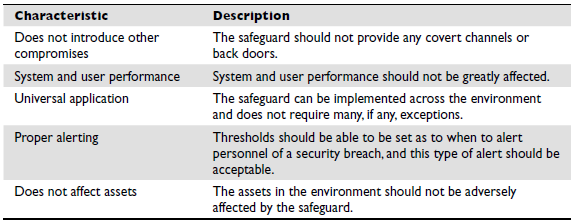 Characteristic Description
Does not introduce other The safeguard should not provide any covert channels or
compromises back doors.
System and user performance System and user performance should not be greatly affected.
Universal application The safeguard can be implemented across the environment
and does not require many, if any, exceptions.
Proper alerting Thresholds should be able to be set as to when to alert
personnel of a security breach, and this type of alert should be
acceptable.
Does not affect assets The assets in the environment should not be adversely
affected by the safeguard.